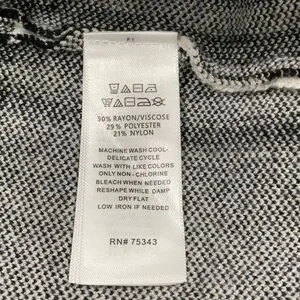 50% RAYON/VISCOSE
29% POLYESTER
21% NYLON
MACHINE WASH COOL-
DELICATE CYCLE
WASH WITH LIKE COLORS
ONLY NON - CHLORINE
BLEACH WHEN NEEDED
RESHAPE WHILE DAMP
DRY FLAT
LOW IRON IF NEEDED
RN# 75343